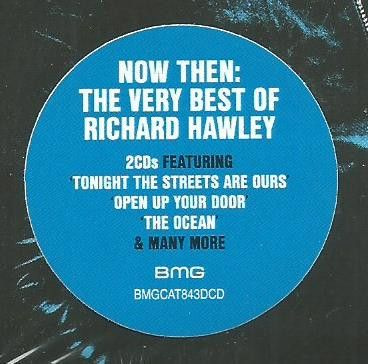 NOW THEN:
THE VERY BEST OF
RICHARD HAWLEY
2CDs FEATURING
'TONIGHT THE STREETS ARE OURS'
'OPEN UP YOUR DOOR'
'THE OCEAN'
& MANY MORE
BMG
BMGCAT843DCD